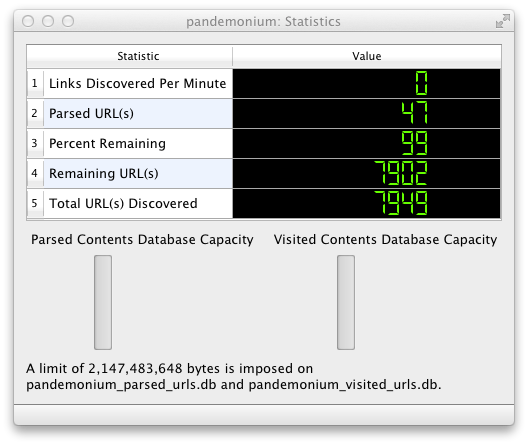 pandemonium: Statistics
Statistic Value
1 Links Discovered Per Minute 0
2 Parsed URL(s) 47
3 Percent Remaining 99
4 Remaining URL(s) 7902
5 Total URL(s) Discovered 7949
Parsed Contents Database Capacity Visited Contents Database Capacity
A limit of 2,147,483,648 bytes is imposed on
pandemonium_parsed_urls.db and pandemonium_visited_urls.db.